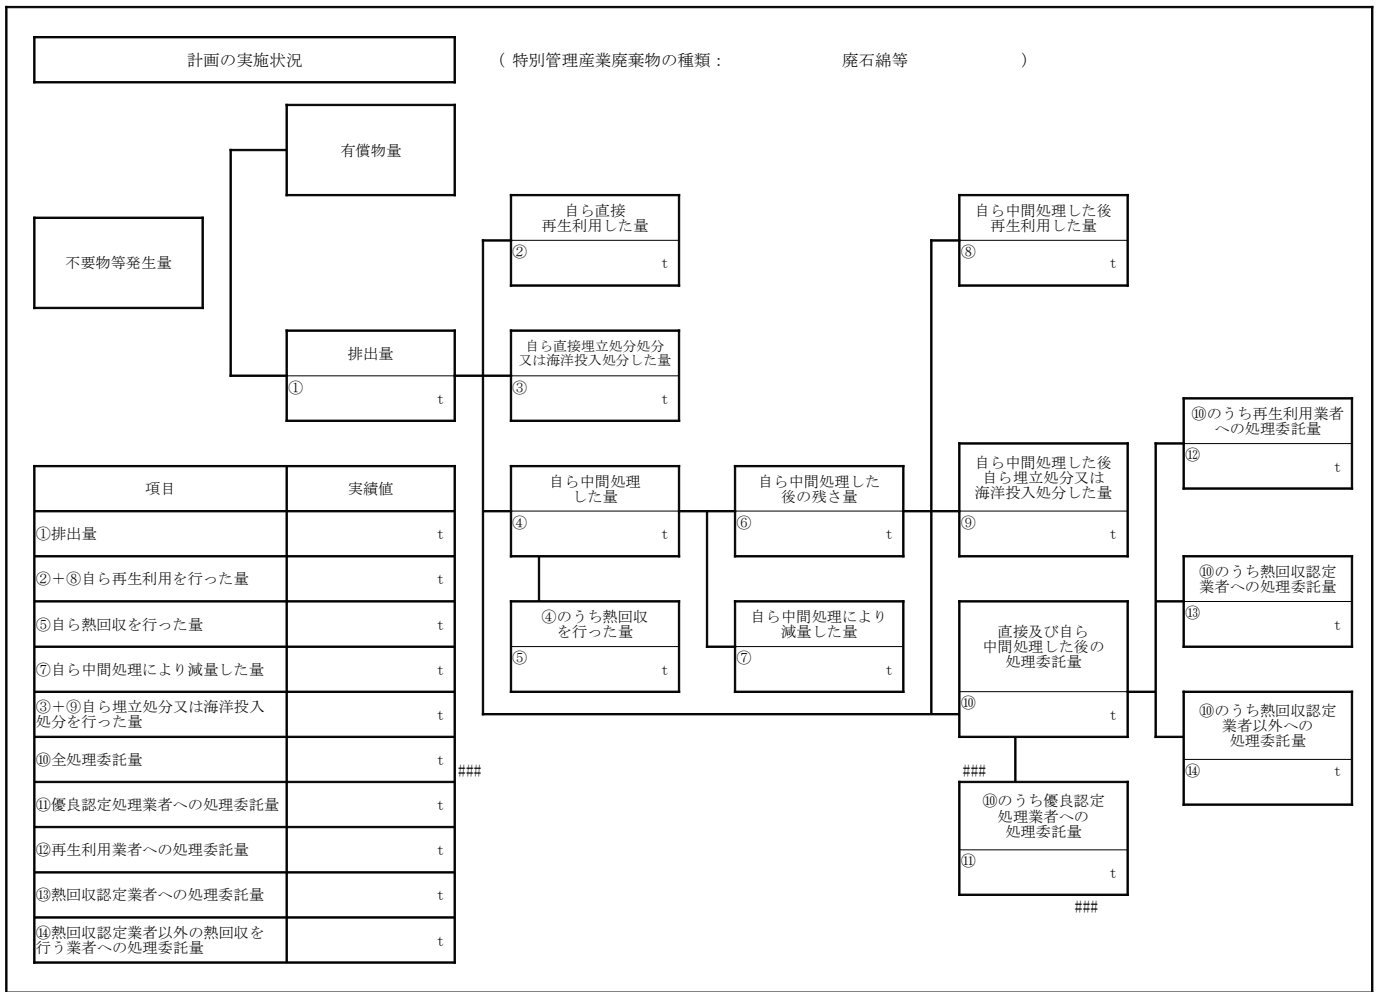 計画の実施状況
（ 特別管理産業廃棄物の種類： 廃石綿等 ）
有償物量
不要物等発生量
自ら直接
再生利用した量
②
t
自ら中間処理した後
再生利用した量
⑧
t
排出量
①
t
自ら直接埋立処分処分
又は海洋投入処分した量
③
t
⑩のうち再生利用業者
への処理委託量
⑫
t
項目 実績値
①排出量 t
②＋⑧自ら再生利用を行った量 t
⑤自ら熱回収を行った量 t
⑦自ら中間処理により減量した量 t
③＋⑨自ら埋立処分又は海洋投入
処分を行った量 t
⑩全処理委託量 t
###
⑪優良認定処理業者への処理委託量 t
⑫再生利用業者への処理委託量 t
⑬熱回収認定業者への処理委託量 t
⑭熱回収認定業者以外の熱回収を
行う業者への処理委託量 t
自ら中間処理
した量
④
t
自ら中間処理した
後の残さ量
⑥
t
自ら中間処理した後
自ら埋立処分又は
海洋投入処分した量
⑨
t
④のうち熱回収
を行った量
⑤
t
自ら中間処理により
減量した量
⑦
t
直接及び自ら
中間処理した後の
処理委託量
⑩
t
⑩のうち熱回収認定
業者への処理委託量
⑬
t
⑩のうち熱回収認定
業者以外への
処理委託量
⑭
t
###
⑩のうち優良認定
処理業者への
処理委託量
⑪
t
###